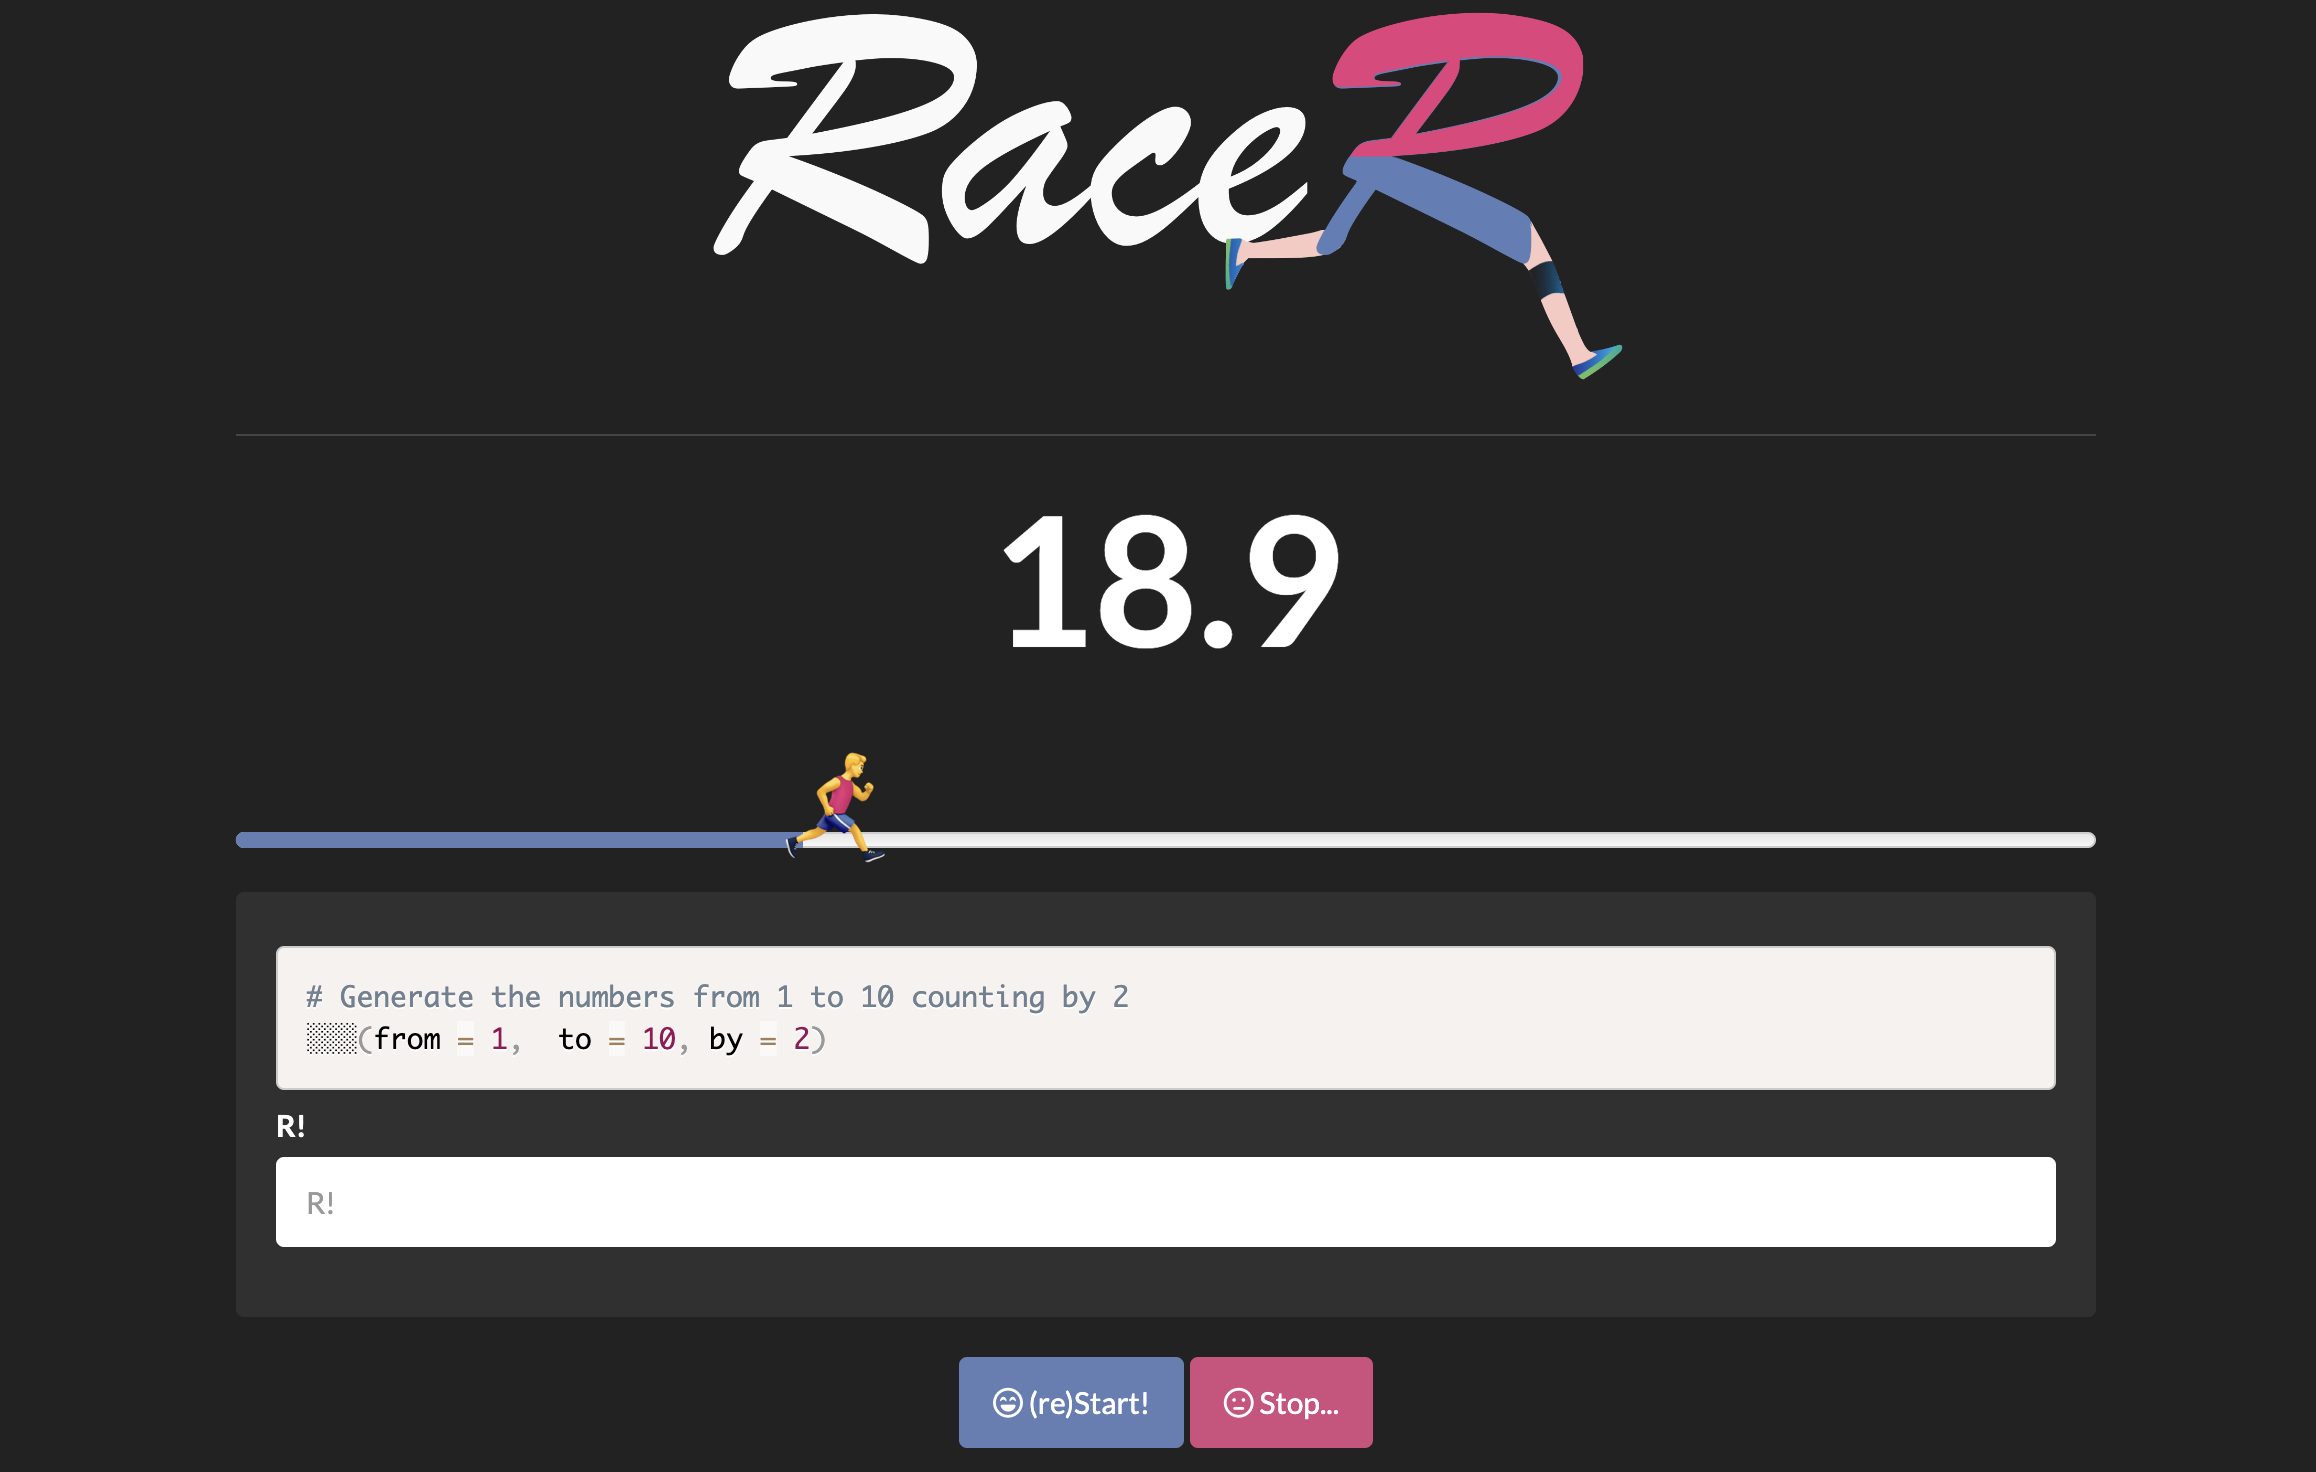 RaceR
18.9
# Generate the numbers from 1 to 10 counting by 2
░░░(from = 1,  to = 10, by = 2)
R!
R!
(re)Start!
Stop...